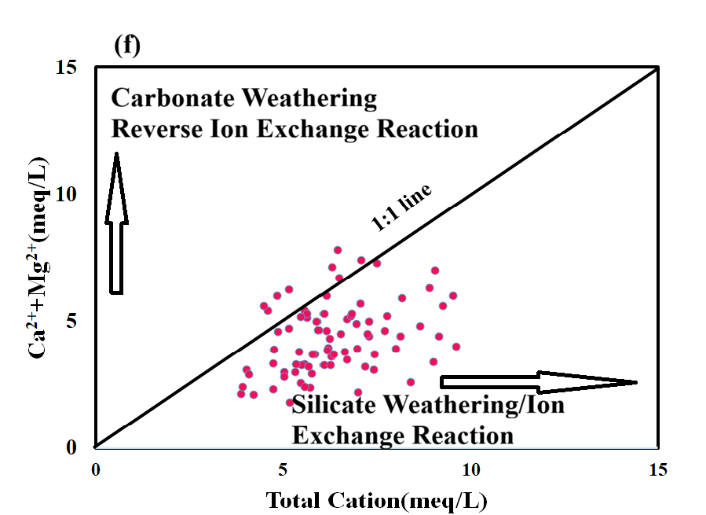 (f)
15
Carbonate Weathering
Reverse Ion Exchange Reaction
10
1:1 line
Ca²⁺+Mg²⁺(meq/L)
5
Silicate Weathering/Ion
Exchange Reaction
0
0 5 10 15
Total Cation(meq/L)